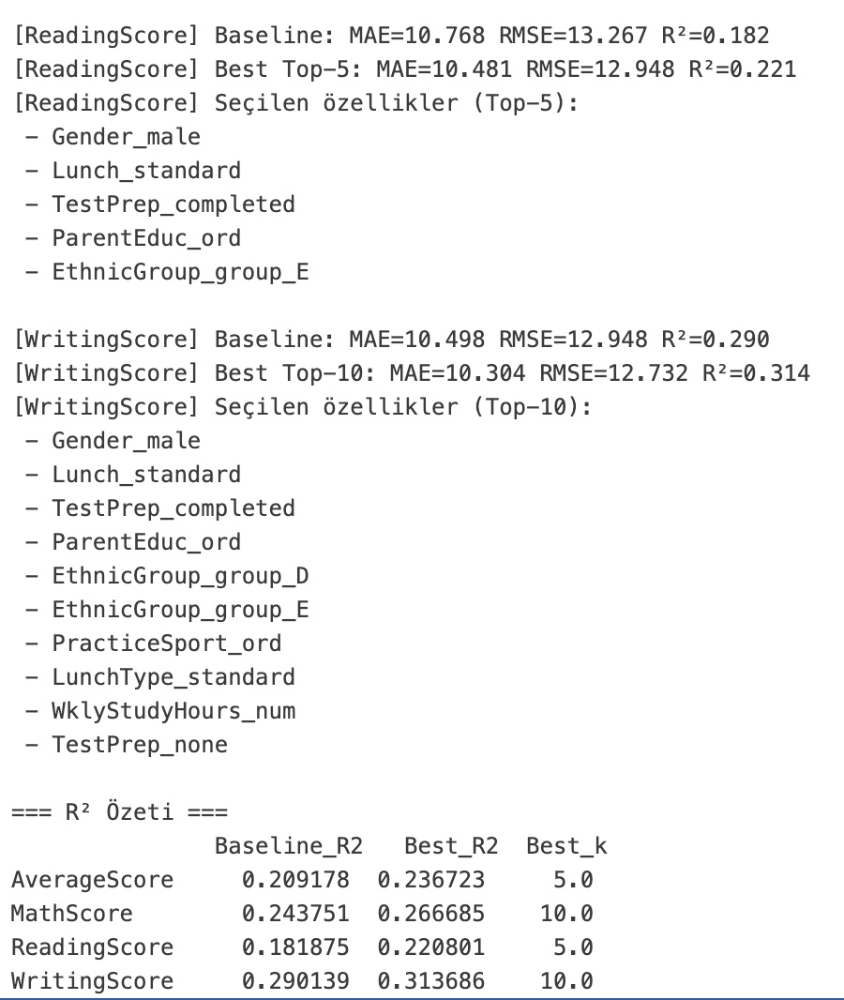 [ReadingScore] Baseline: MAE=10.768 RMSE=13.267 R²=0.182
[ReadingScore] Best Top-5: MAE=10.481 RMSE=12.948 R²=0.221
[ReadingScore] Seçilen özellikler (Top-5):
 - Gender_male
 - Lunch_standard
 - TestPrep_completed
 - ParentEduc_ord
 - EthnicGroup_group_E

[WritingScore] Baseline: MAE=10.498 RMSE=12.948 R²=0.290
[WritingScore] Best Top-10: MAE=10.304 RMSE=12.732 R²=0.314
[WritingScore] Seçilen özellikler (Top-10):
 - Gender_male
 - Lunch_standard
 - TestPrep_completed
 - ParentEduc_ord
 - EthnicGroup_group_D
 - EthnicGroup_group_E
 - PracticeSport_ord
 - LunchType_standard
 - WklyStudyHours_num
 - TestPrep_none

=== R² Özeti ===
               Baseline_R2   Best_R2  Best_k
AverageScore     0.209178  0.236723     5.0
MathScore        0.243751  0.266685    10.0
ReadingScore     0.181875  0.220801     5.0
WritingScore     0.290139  0.313686    10.0